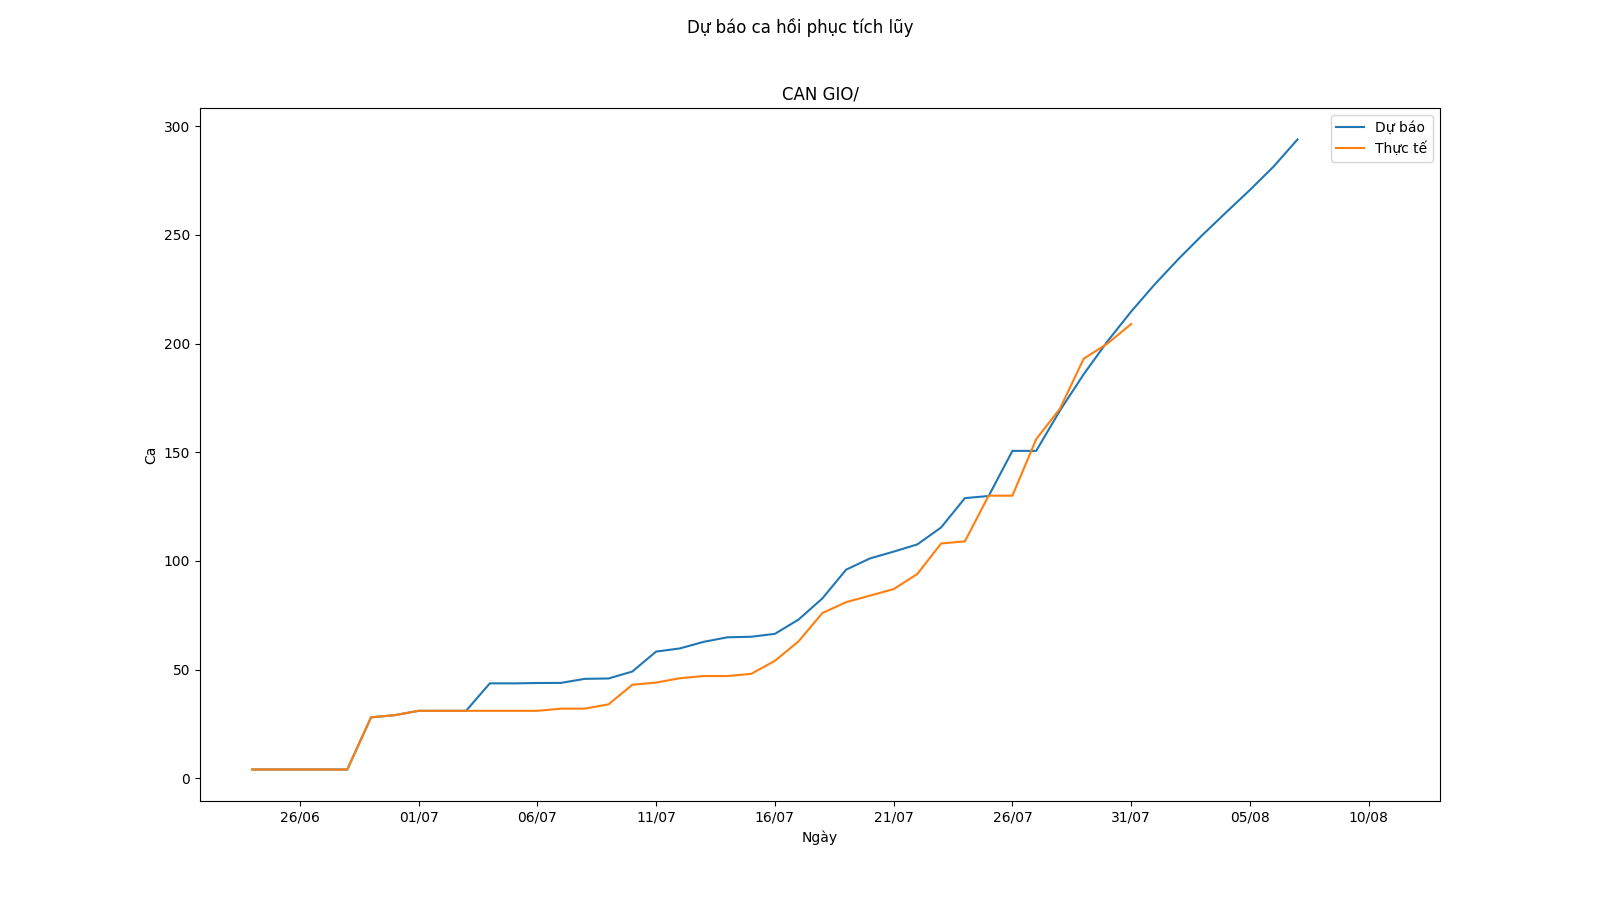 Dự báo ca hồi phục tích lũy
CAN GIO/
Dự báo
Thực tế
300
250
200
150
100
50
0
Ca
26/06
01/07
06/07
11/07
16/07
21/07
26/07
31/07
05/08
10/08
Ngày